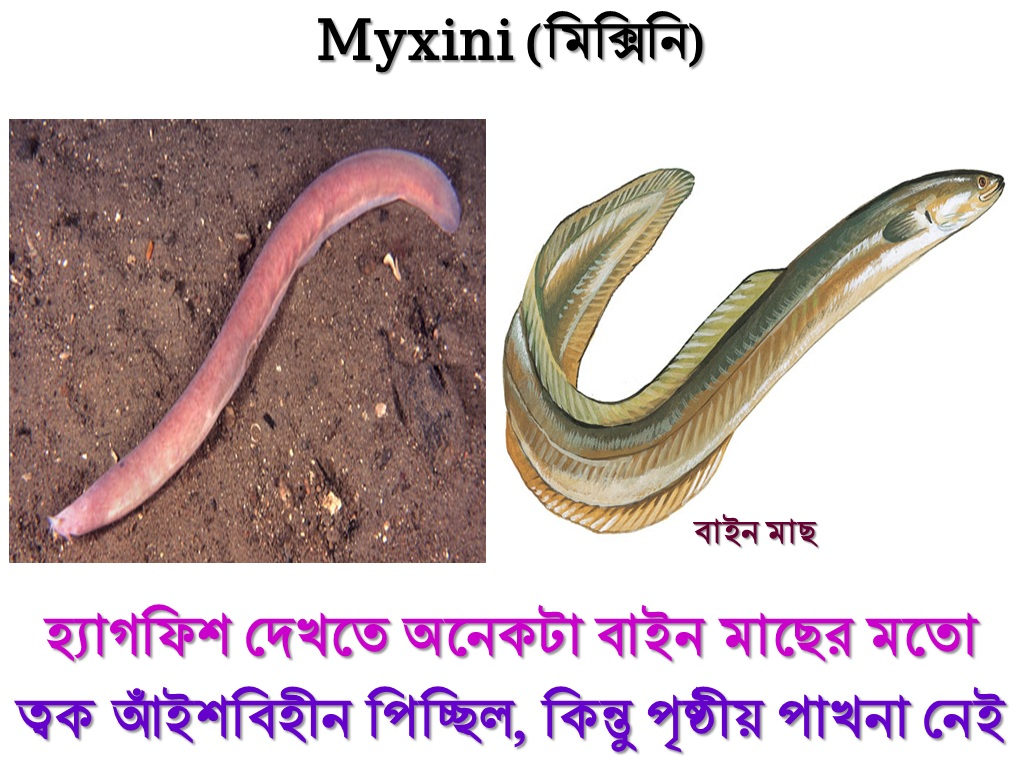 Myxini (মিক্সিনি)
বাইন মাছ
হ্যাগফিশ দেখতে অনেকটা বাইন মাছের মতো
ত্বক আঁইশবিহীন পিচ্ছিল, কিন্তু পৃষ্ঠীয় পাখনা নেই